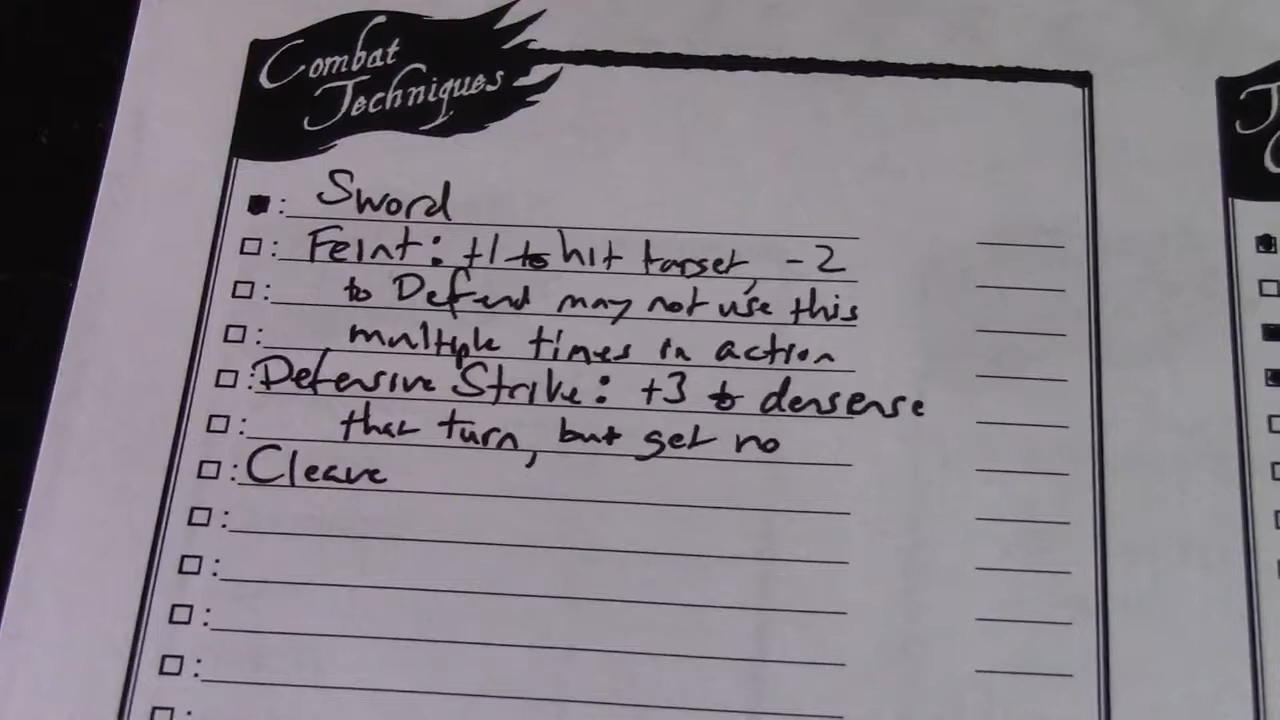 Combat
Techniques
Sword
Feint: +1 to hit target, -2
to Defend may not use this
multiple times in action
Defensive Strike: +3 to densense
that turn, but get no
Cleave